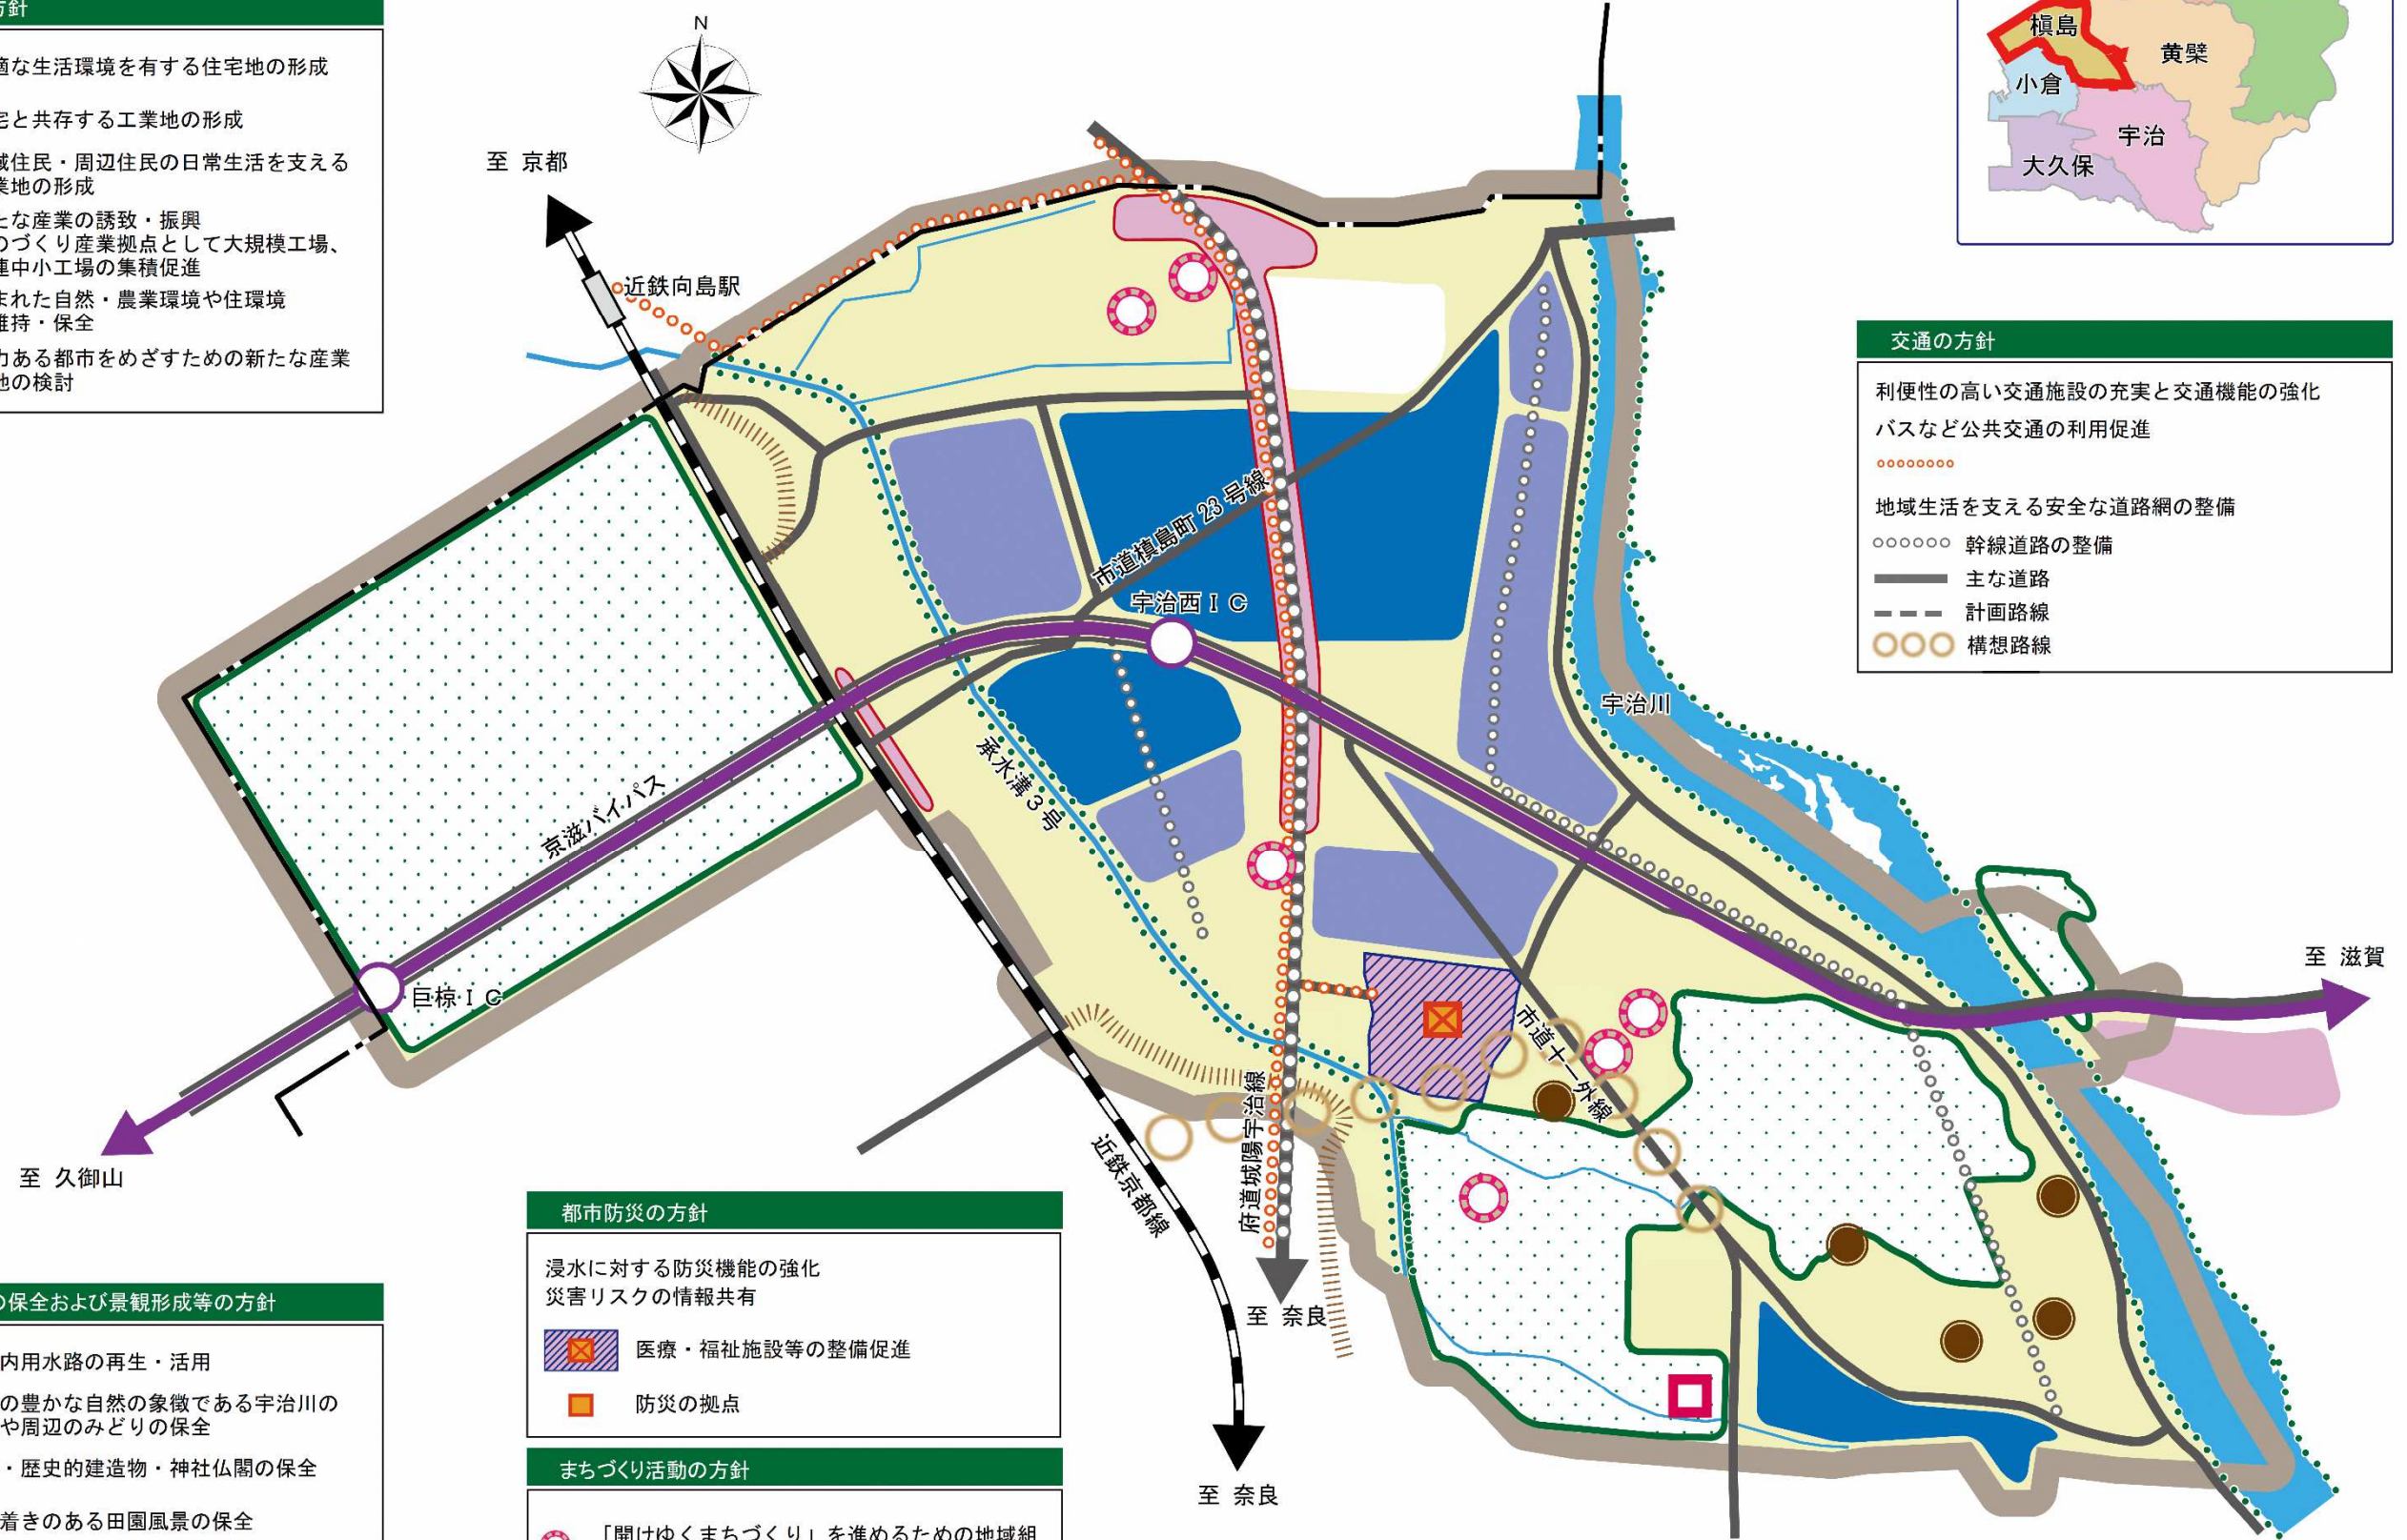 方針
適な生活環境を有する住宅地の形成
宅と共存する工業地の形成
域住民・周辺住民の日常生活を支える
業地の形成
たな産業の誘致・振興
のづくり産業拠点として大規模工場、
連中小工場の集積促進
まれた自然・農業環境や住環境
維持・保全
力ある都市をめざすための新たな産業
地の検討
N
至 京都
近鉄向島駅
槇島
黄檗
小倉
宇治
大久保
交通の方針
利便性の高い交通施設の充実と交通機能の強化
バスなど公共交通の利用促進
地域生活を支える安全な道路網の整備
幹線道路の整備
主な道路
計画路線
構想路線
市道槙島町23号線
宇治西IC
宇治川
承水溝3号
京滋バイパス
巨椋IC
至 滋賀
市道十一外線
至 久御山
近鉄京都線
府道城陽宇治線
至 奈良
至 奈良
都市防災の方針
浸水に対する防災機能の強化
災害リスクの情報共有
医療・福祉施設等の整備促進
防災の拠点
まちづくり活動の方針
「開けゆくまちづくり」を進めるための地域組
の保全および景観形成等の方針
内用水路の再生・活用
の豊かな自然の象徴である宇治川の
や周辺のみどりの保全
・歴史的建造物・神社仏閣の保全
着きのある田園風景の保全